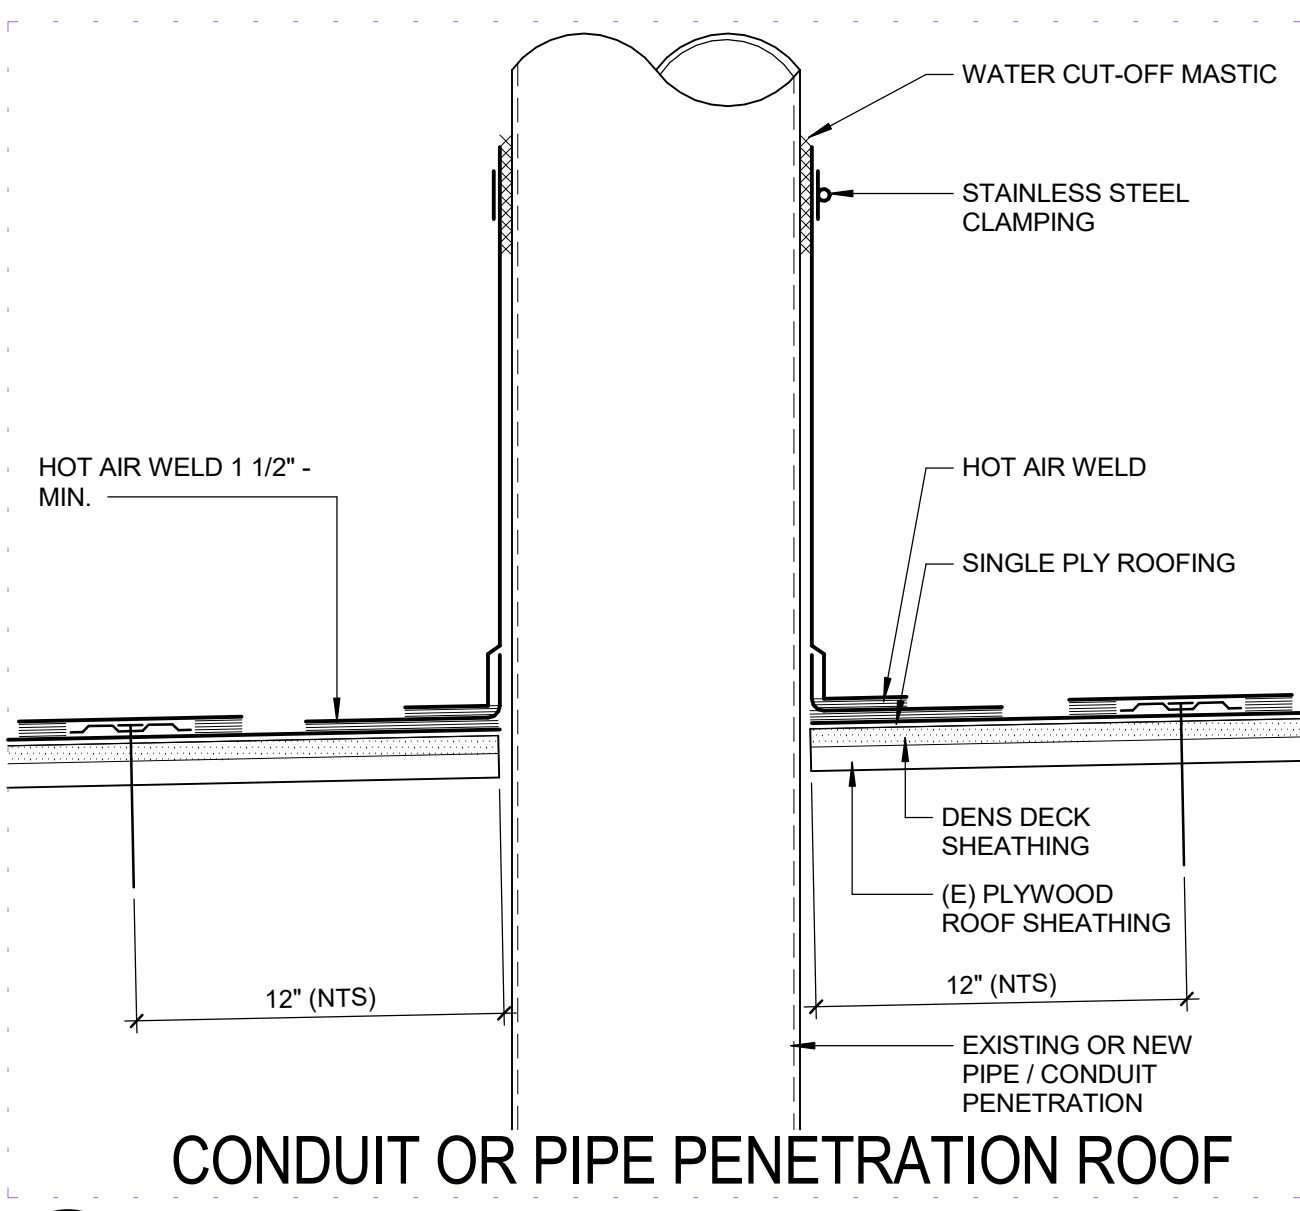 WATER CUT-OFF MASTIC
STAINLESS STEEL
CLAMPING
HOT AIR WELD 1 1/2" -
MIN.
HOT AIR WELD
SINGLE PLY ROOFING
DENS DECK
SHEATHING
(E) PLYWOOD
ROOF SHEATHING
12" (NTS)
12" (NTS)
EXISTING OR NEW
PIPE / CONDUIT
PENETRATION
CONDUIT OR PIPE PENETRATION ROOF